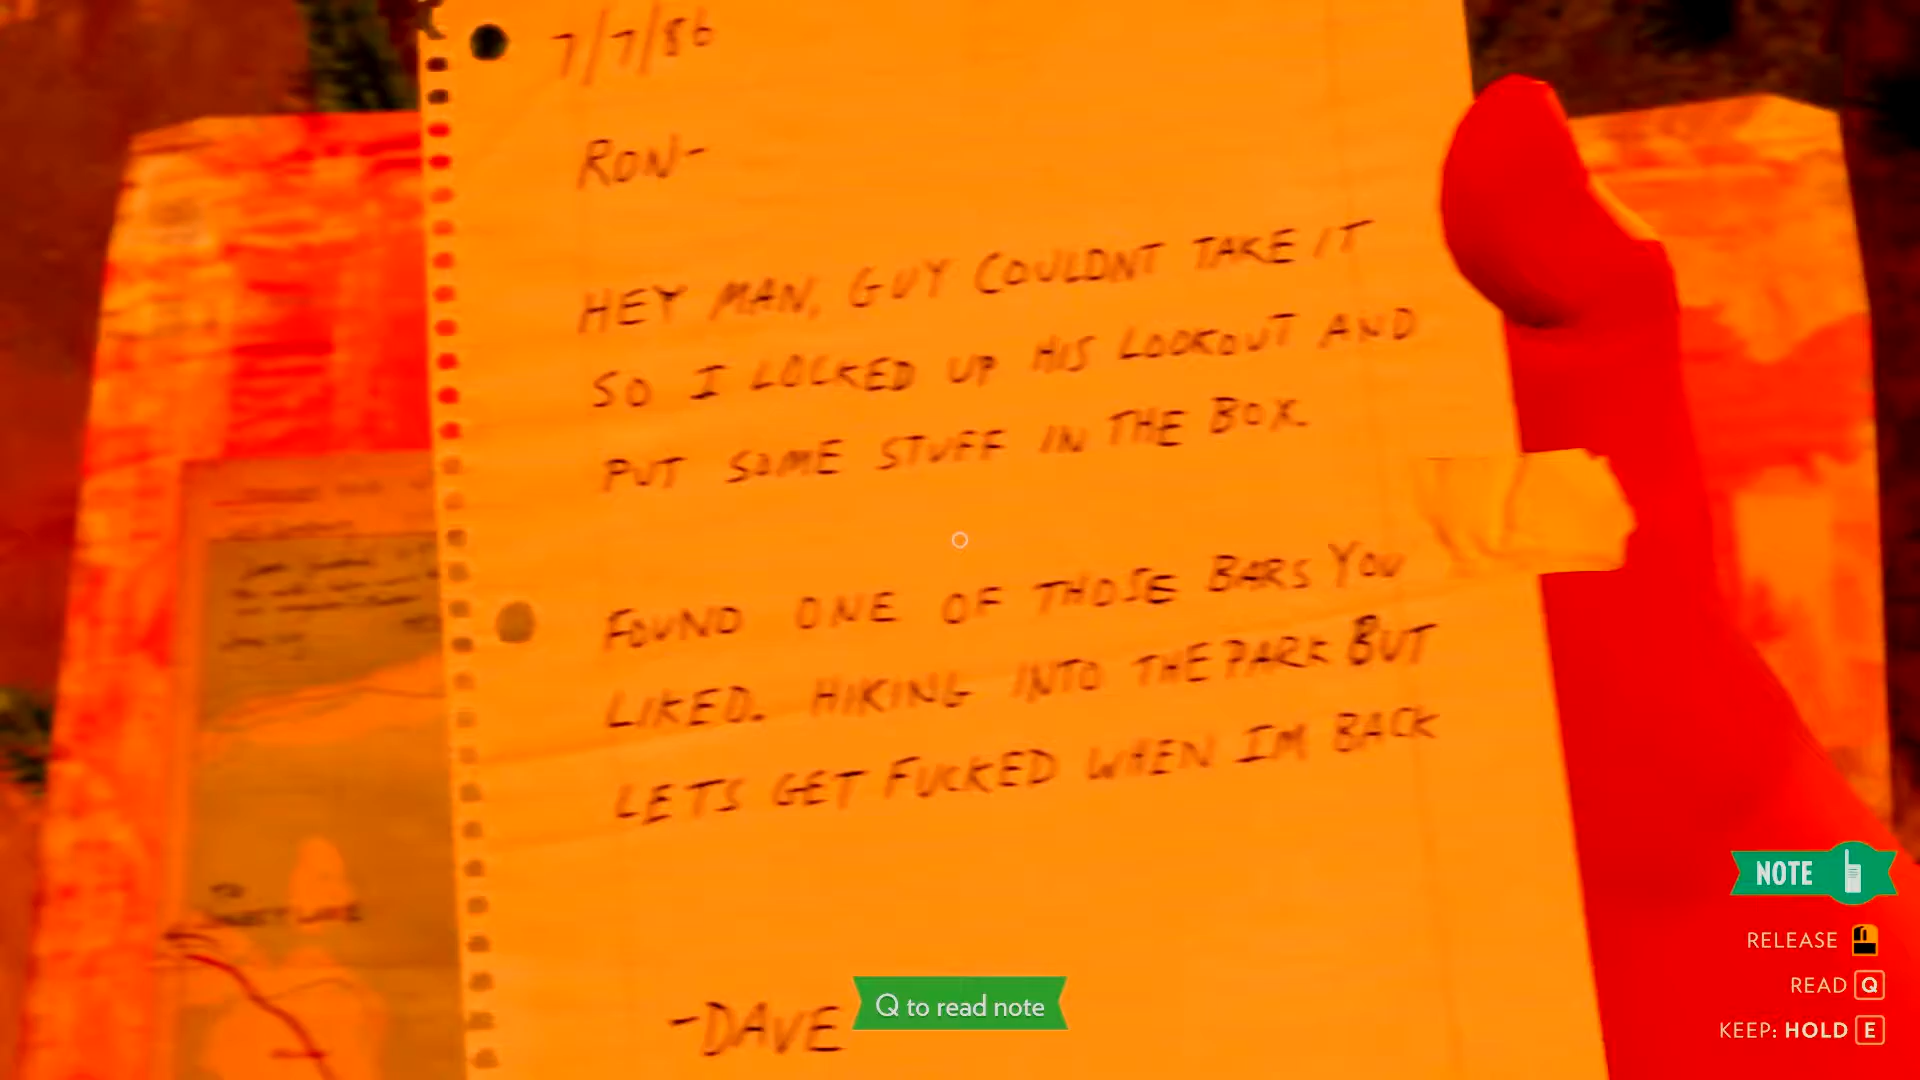 7/7/86
RON-
HEY MAN, GUY COULDNT TAKE IT
SO I LOCKED UP HIS LOOKOUT AND
PUT SOME STUFF IN THE BOX.
FOUND ONE OF THOSE BARS YOU
LIKED. HIKING INTO THE PARK BUT
LETS GET FUCKED WHEN IM BACK
-DAVE
Q to read note
NOTE
RELEASE
READ Q
KEEP: HOLD E
TO